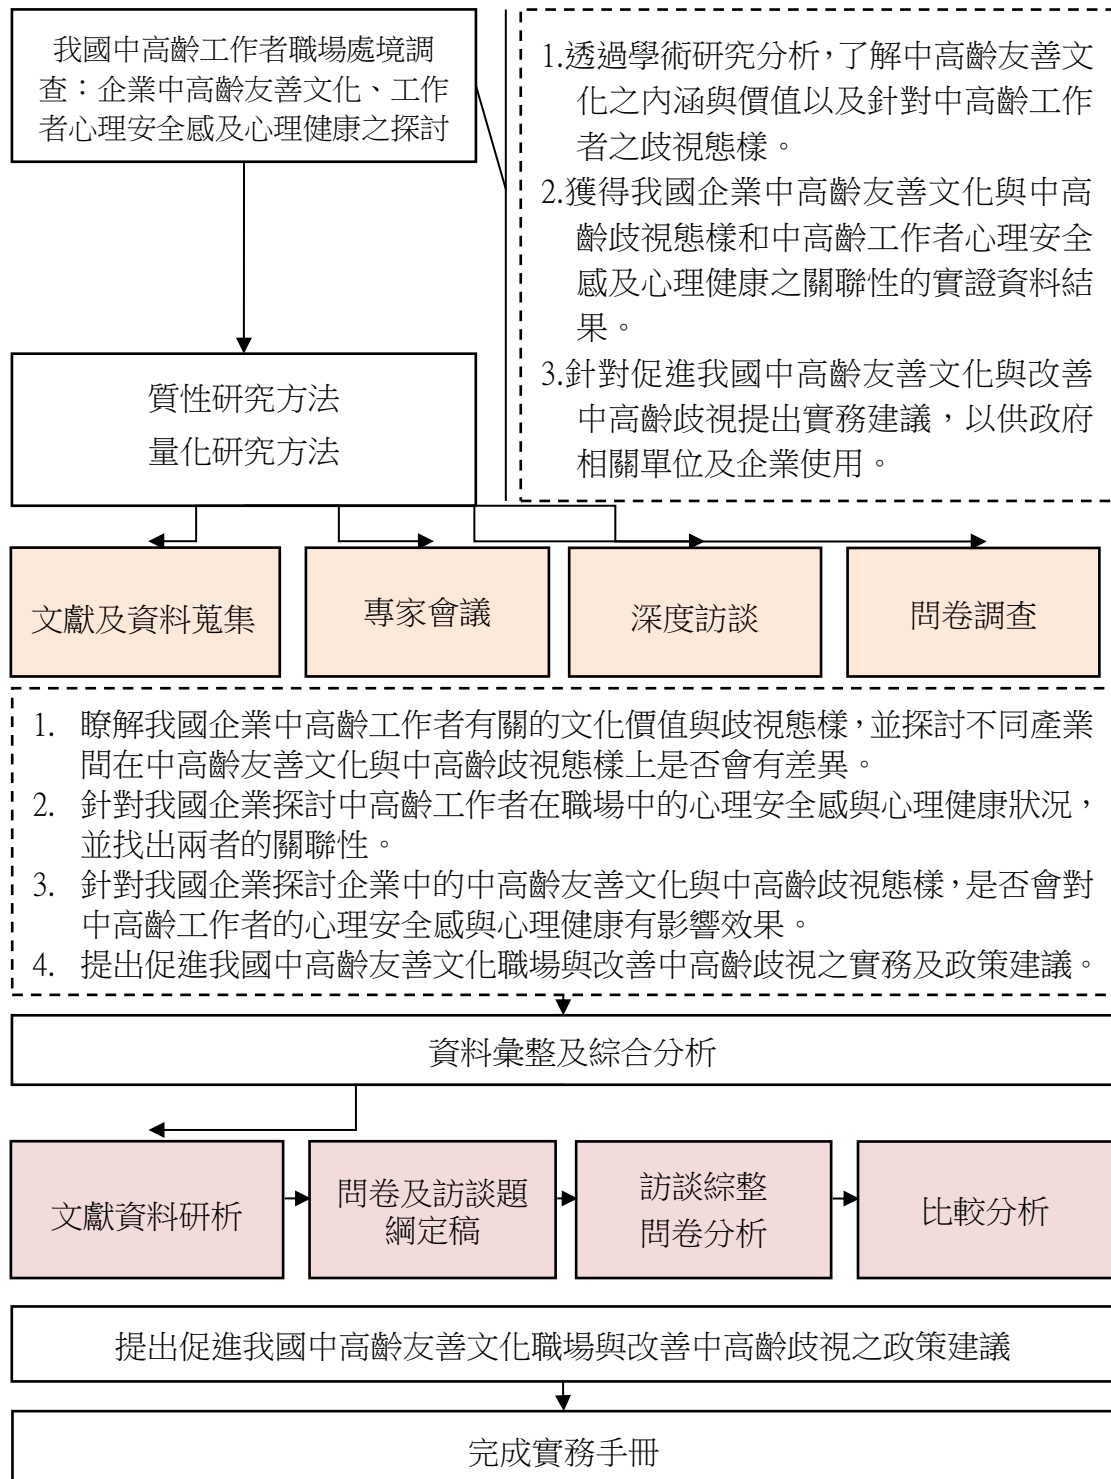 我國中高齡工作者職場處境調
查：企業中高齡友善文化、工作
者心理安全感及心理健康之探討
1.透過學術研究分析，了解中高齡友善文
化之內涵與價值以及針對中高齡工作
者之歧視態樣。
2.獲得我國企業中高齡友善文化與中高
齡歧視態樣和中高齡工作者心理安全
感及心理健康之關聯性的實證資料結
果。
3.針對促進我國中高齡友善文化與改善
中高齡歧視提出實務建議，以供政府
相關單位及企業使用。
質性研究方法
量化研究方法
文獻及資料蒐集
專家會議
深度訪談
問卷調查
1. 瞭解我國企業中高齡工作者有關的文化價值與歧視態樣，並探討不同產業
間在中高齡友善文化與中高齡歧視態樣上是否會有差異。
2. 針對我國企業探討中高齡工作者在職場中的心理安全感與心理健康狀況，
並找出兩者的關聯性。
3. 針對我國企業探討企業中的中高齡友善文化與中高齡歧視態樣，是否會對
中高齡工作者的心理安全感與心理健康有影響效果。
4. 提出促進我國中高齡友善文化職場與改善中高齡歧視之實務及政策建議。
資料彙整及綜合分析
文獻資料研析
問卷及訪談題
綱定稿
訪談綜整
問卷分析
比較分析
提出促進我國中高齡友善文化職場與改善中高齡歧視之政策建議
完成實務手冊